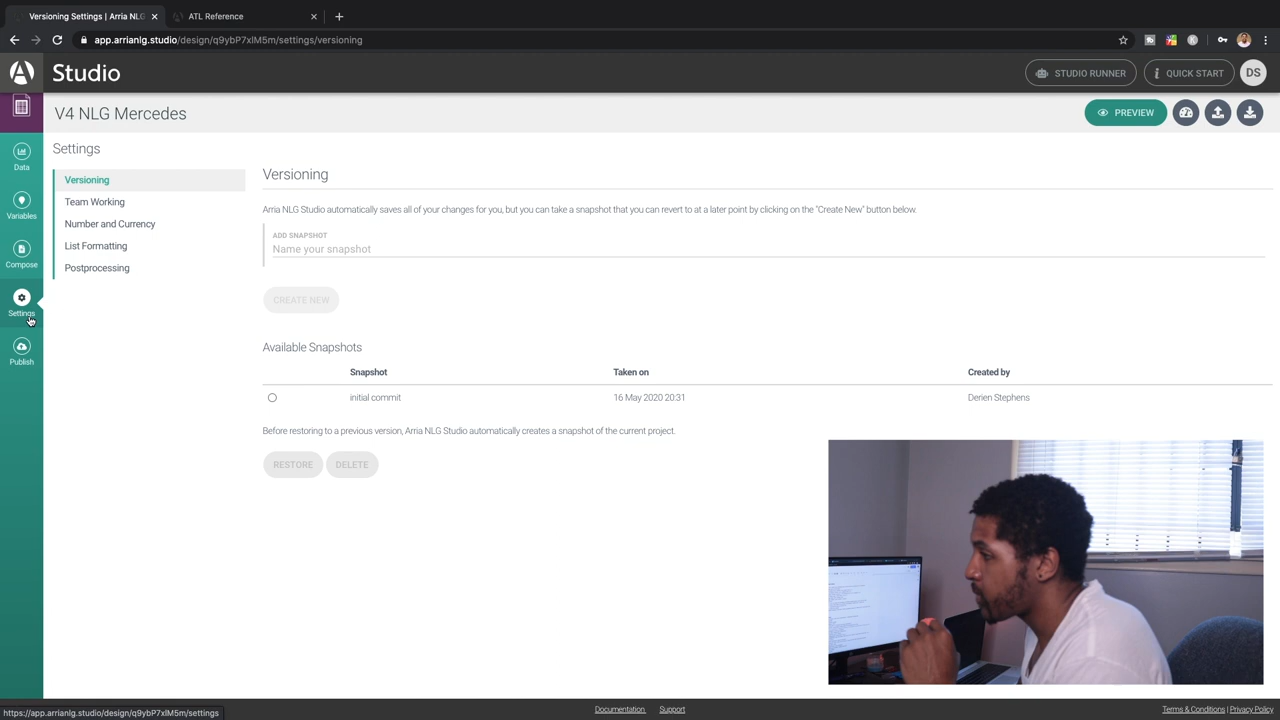 Versioning Settings | Arria NLG
ATL Reference
app.arrianlg.studio/design/q9ybP7xlM5m/settings/versioning
Studio
STUDIO RUNNER
QUICK START
DS
V4 NLG Mercedes
PREVIEW
Data
Variables
Compose
Settings
Publish
Settings
Versioning
Team Working
Number and Currency
List Formatting
Postprocessing
Versioning
Arria NLG Studio automatically saves all of your changes for you, but you can take a snapshot that you can revert to at a later point by clicking on the "Create New" button below.
ADD SNAPSHOT
Name your snapshot
CREATE NEW
Available Snapshots
Snapshot Taken on Created by
initial commit 16 May 2020 20:31 Derien Stephens
Before restoring to a previous version, Arria NLG Studio automatically creates a snapshot of the current project.
RESTORE DELETE
https://app.arrianlg.studio/design/q9ybP7xlM5m/settings
Documentation Support
Terms & Conditions | Privacy Policy